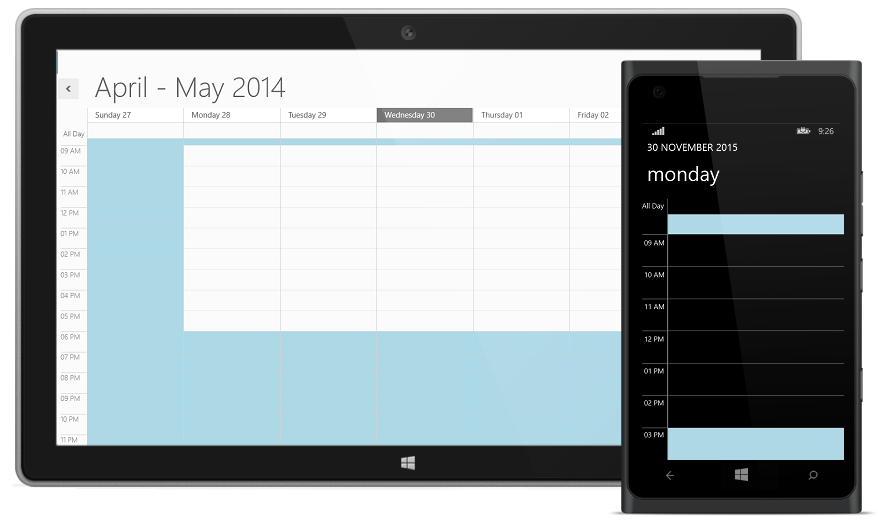 April - May 2014
Sunday 27 Monday 28 Tuesday 29 Wednesday 30 Thursday 01 Friday 02
All Day
09 AM
10 AM
11 AM
12 PM
01 PM
02 PM
03 PM
04 PM
05 PM
06 PM
07 PM
08 PM
09 PM
10 PM
11 PM
9:26
30 NOVEMBER 2015
monday
All Day
09 AM
10 AM
11 AM
12 PM
01 PM
02 PM
03 PM